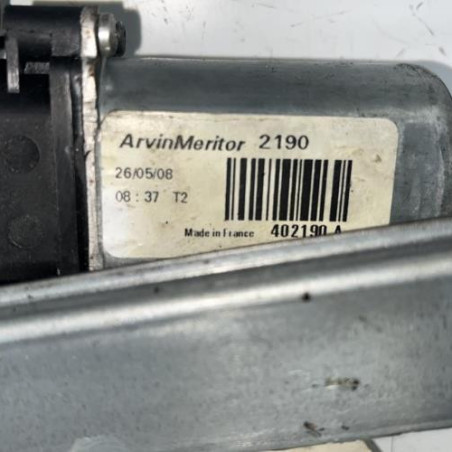 ArvinMeritor 2190
26/05/08
08 : 37 T2
Made in France 402190 A